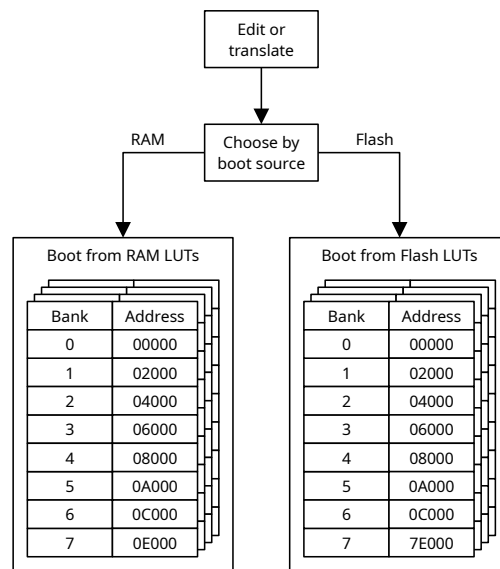 Edit or
translate
RAM
Choose by
boot source
Flash
Boot from RAM LUTs
Bank Address
0 00000
1 02000
2 04000
3 06000
4 08000
5 0A000
6 0C000
7 0E000
Boot from Flash LUTs
Bank Address
0 00000
1 02000
2 04000
3 06000
4 08000
5 0A000
6 0C000
7 7E000